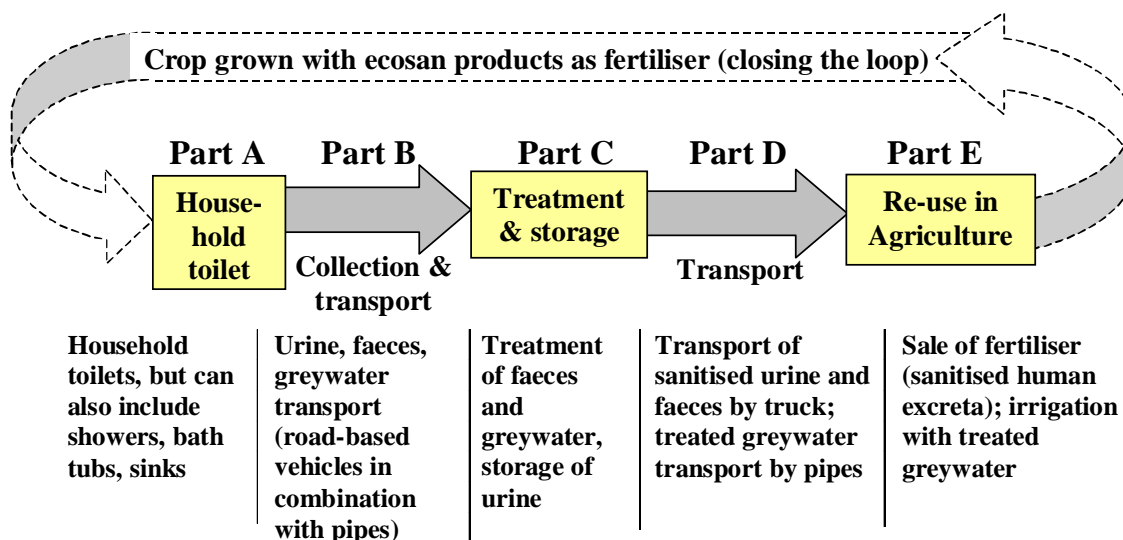 Crop grown with ecosan products as fertiliser (closing the loop)
Part A
Part B
Part C
Part D
Part E
House-
hold
toilet
Collection &
transport
Treatment
& storage
Transport
Re-use in
Agriculture
Household
toilets, but can
also include
showers, bath
tubs, sinks
Urine, faeces,
greywater
transport
(road-based
vehicles in
combination
with pipes)
Treatment
of faeces
and
greywater,
storage of
urine
Transport of
sanitised urine and
faeces by truck;
treated greywater
transport by pipes
Sale of fertiliser
(sanitised human
excreta); irrigation
with treated
greywater